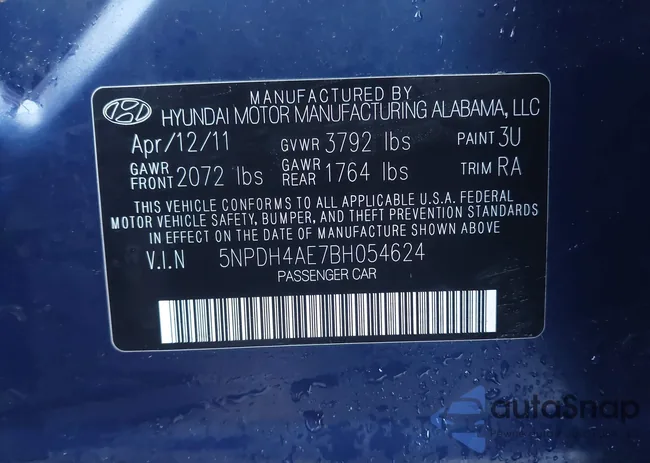 MANUFACTURED BY
HYUNDAI MOTOR MANUFACTURING ALABAMA, LLC
Apr/12/11 GVWR 3792 lbs PAINT 3U
GAWR FRONT 2072 lbs GAWR REAR 1764 lbs TRIM RA
THIS VEHICLE CONFORMS TO ALL APPLICABLE U.S.A. FEDERAL
MOTOR VEHICLE SAFETY, BUMPER, AND THEFT PREVENTION STANDARDS
IN EFFECT ON THE DATE OF MANUFACTURE SHOWN ABOVE
V.I.N 5NPDH4AE7BH054624
PASSENGER CAR
autoSnap